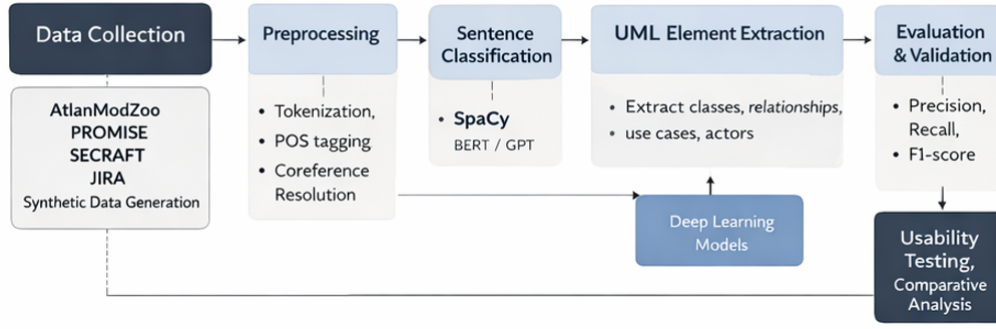 Data Collection
AtlanModZoo
PROMISE
SECRAFT
JIRA
Synthetic Data Generation
Preprocessing
• Tokenization,
• POS tagging
• Coreference
Resolution
Sentence
Classification
• SpaCy
BERT / GPT
UML Element Extraction
• Extract classes, relationships,
• use cases, actors
Deep Learning
Models
Evaluation
& Validation
• Precision,
Recall,
• F1-score
Usability
Testing,
Comparative
Analysis